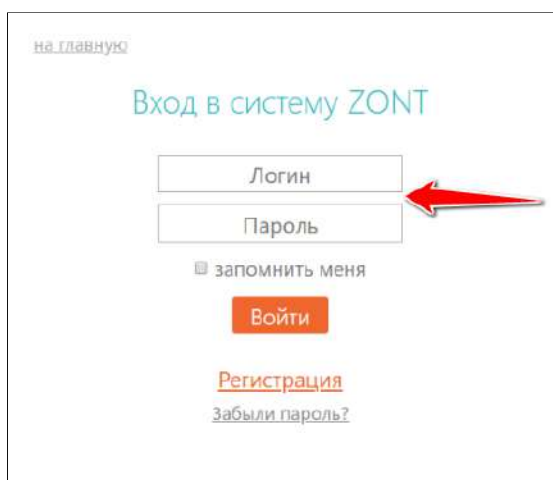 на главную
Вход в систему ZONT
Логин
Пароль
запомнить меня
Войти
Регистрация
Забыли пароль?